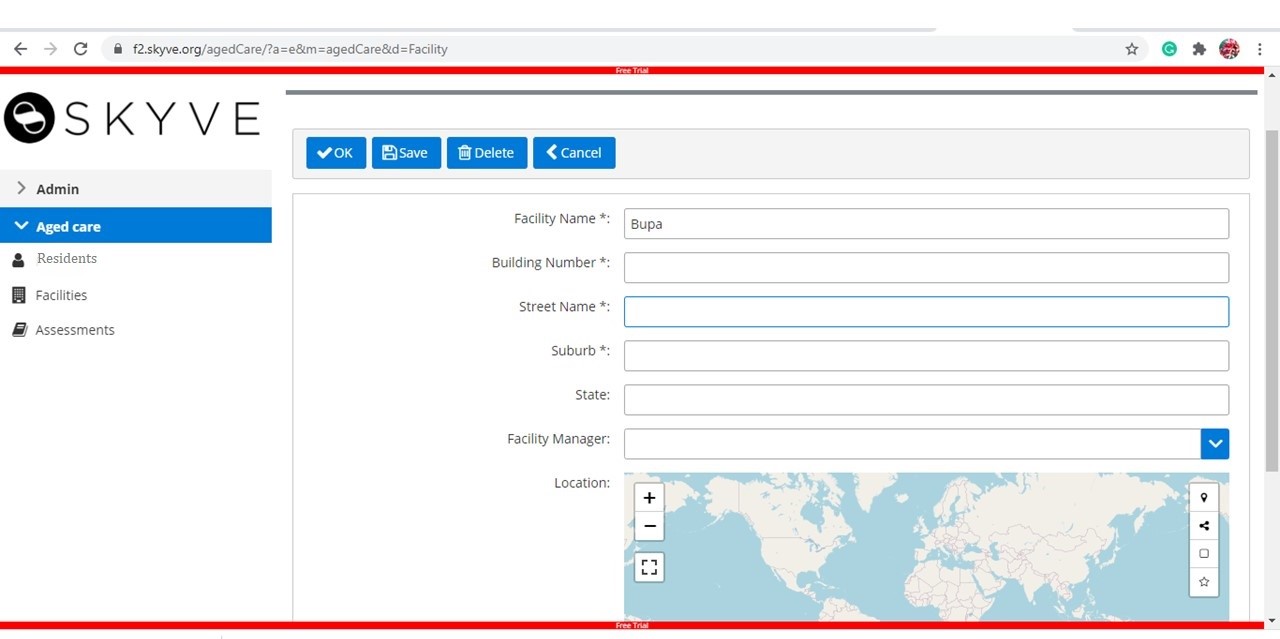 f2.skyve.org/agedCare/?a=e&m=agedCare&d=Facility
Free Trial
SKYVE
OK Save Delete Cancel
Admin
Aged care
Residents
Facilities
Assessments
Facility Name *: Bupa
Building Number *:
Street Name *:
Suburb *:
State:
Facility Manager:
Location:
+
−
Free Trial